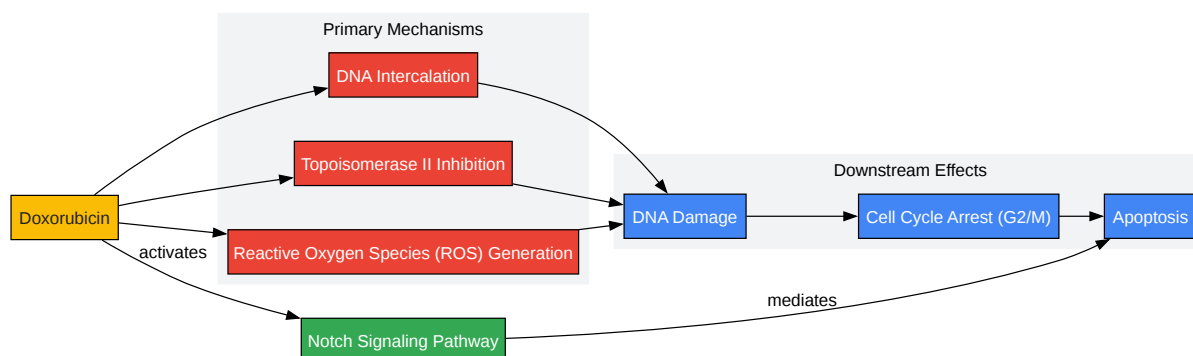 Primary Mechanisms
DNA Intercalation
Topoisomerase II Inhibition
Downstream Effects
Doxorubicin
DNA Damage
Cell Cycle Arrest (G2/M)
Apoptosis
activates
Reactive Oxygen Species (ROS) Generation
mediates
Notch Signaling Pathway